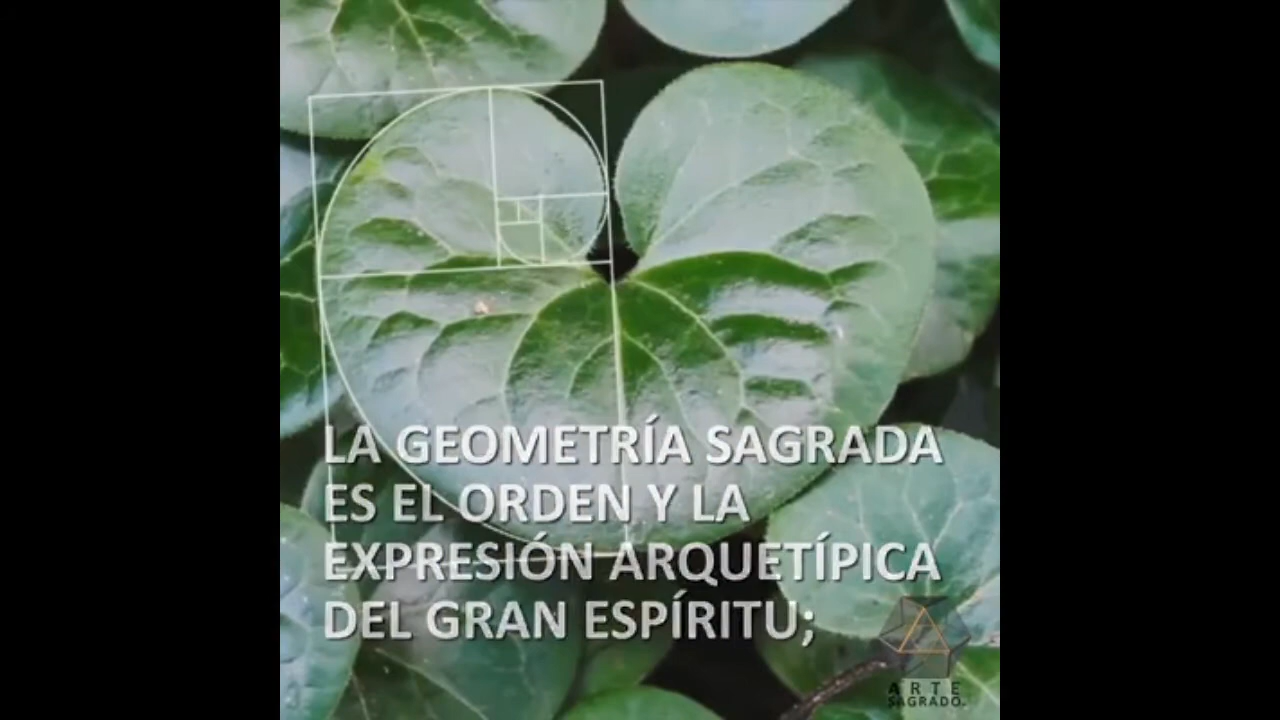 LA GEOMETRÍA SAGRADA
ES EL ORDEN Y LA
EXPRESIÓN ARQUETÍPICA
DEL GRAN ESPÍRITU;
ARTE
SAGRADO.